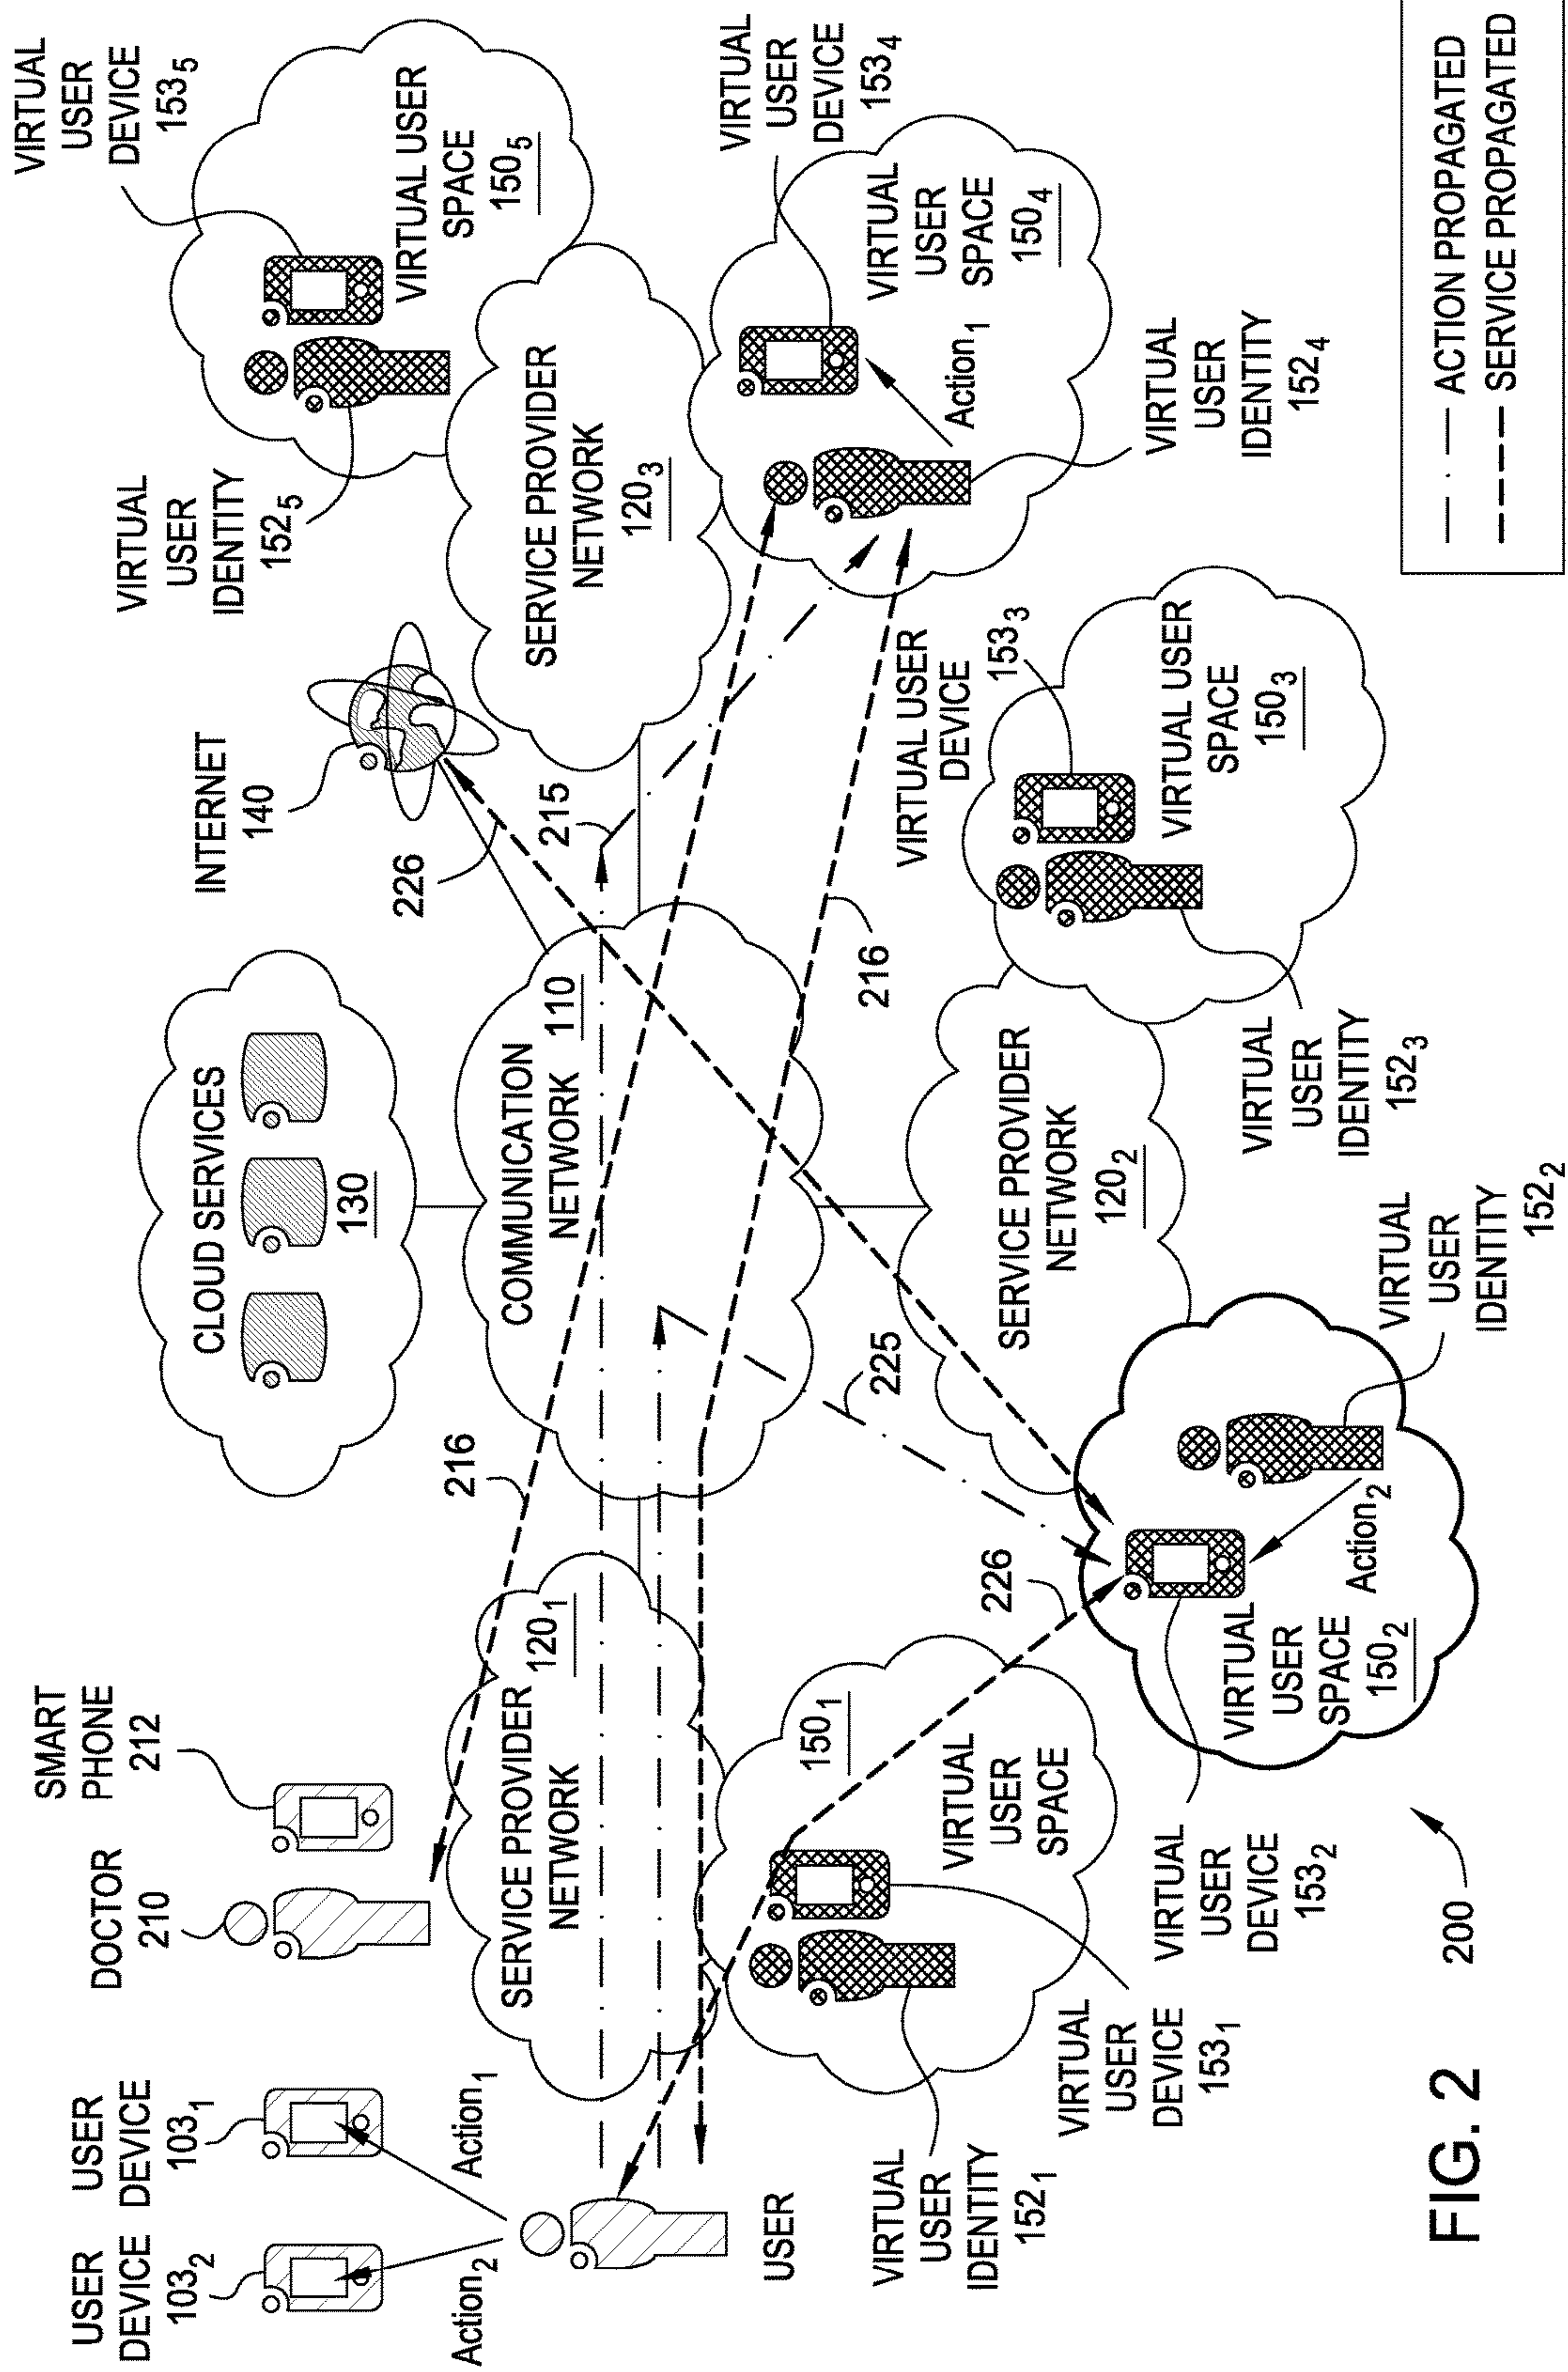 USER
DEVICE
103₂
USER
DEVICE
103₁
DOCTOR
210
SMART
PHONE
212
Action₂
Action₁
USER
CLOUD SERVICES
130
INTERNET
140
226
215
216
COMMUNICATION
NETWORK
110
SERVICE PROVIDER
NETWORK
120₁
SERVICE PROVIDER
NETWORK
120₃
VIRTUAL
USER
IDENTITY
152₅
VIRTUAL
USER
DEVICE
153₅
VIRTUAL USER
SPACE
150₅
VIRTUAL
USER
DEVICE
153₄
VIRTUAL
USER
SPACE
150₄
Action₁
VIRTUAL
USER
IDENTITY
152₄
216
VIRTUAL USER
DEVICE
153₃
VIRTUAL USER
SPACE
150₃
VIRTUAL
USER
IDENTITY
152₃
SERVICE PROVIDER
NETWORK
120₂
225
226
150₁
VIRTUAL
USER
SPACE
VIRTUAL
USER
IDENTITY
152₁
VIRTUAL
USER
DEVICE
153₁
VIRTUAL
USER
DEVICE
153₂
VIRTUAL
USER
SPACE
150₂
Action₂
VIRTUAL
USER
IDENTITY
152₂
200
FIG. 2
ACTION PROPAGATED
SERVICE PROPAGATED